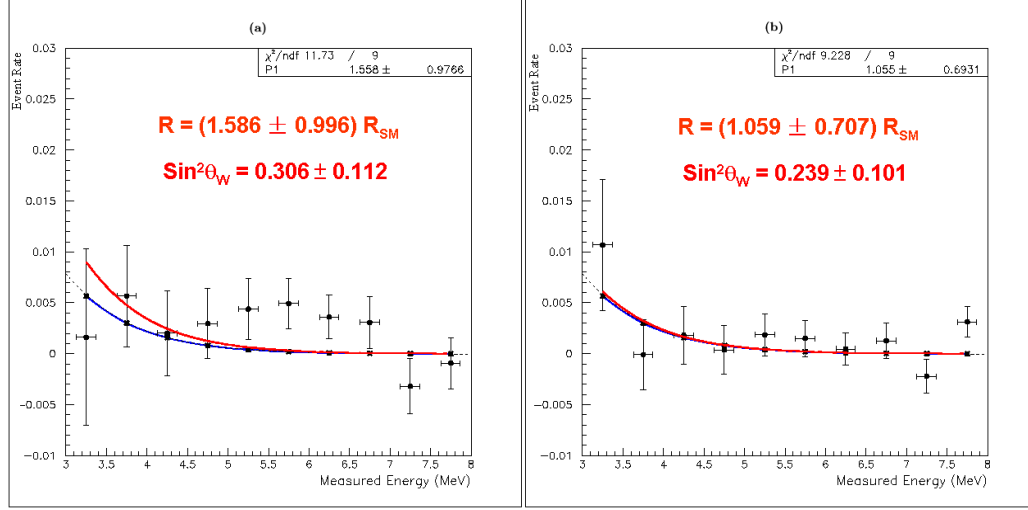 (a)
χ²/ndf 11.73 / 9
P1 1.558 ± 0.9766
R = (1.586 ± 0.996) R_SM
Sin²θ_W = 0.306 ± 0.112
Event Rate
0.03
0.025
0.02
0.015
0.01
0.005
0
−0.005
−0.01
3 3.5 4 4.5 5 5.5 6 6.5 7 7.5 8
Measured Energy (MeV)
(b)
χ²/ndf 9.228 / 9
P1 1.055 ± 0.6931
R = (1.059 ± 0.707) R_SM
Sin²θ_W = 0.239 ± 0.101
Event Rate
0.03
0.025
0.02
0.015
0.01
0.005
0
−0.005
−0.01
3 3.5 4 4.5 5 5.5 6 6.5 7 7.5 8
Measured Energy (MeV)